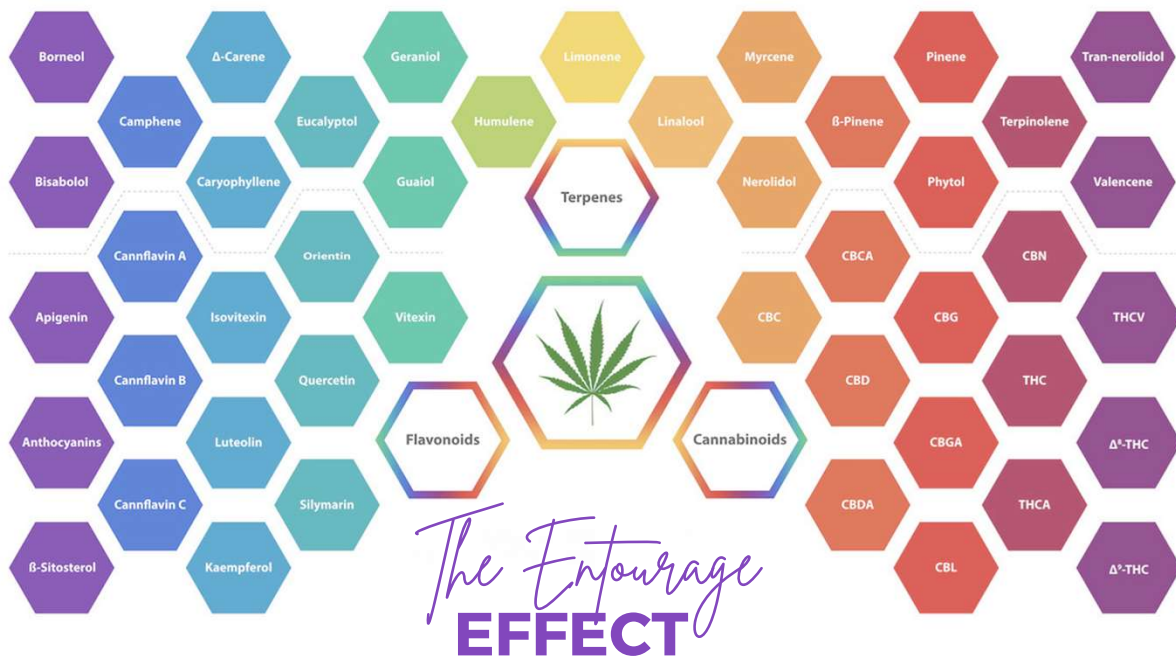 Borneol
Δ-Carene
Geraniol
Limonene
Myrcene
Pinene
Tran-nerolidol
Camphene
Eucalyptol
Humulene
Linalool
ß-Pinene
Terpinolene
Bisabolol
Caryophyllene
Guaiol
Terpenes
Nerolidol
Phytol
Valencene
Cannflavin A
Orientin
CBCA
CBN
Apigenin
Isovitexin
Vitexin
CBC
CBG
THCV
Cannflavin B
Quercetin
CBD
THC
Anthocyanins
Luteolin
Flavonoids
Cannabinoids
CBGA
Δ⁸-THC
Cannflavin C
Silymarin
CBDA
THCA
ß-Sitosterol
Kaempferol
CBL
Δ⁹-THC
The Entourage
EFFECT